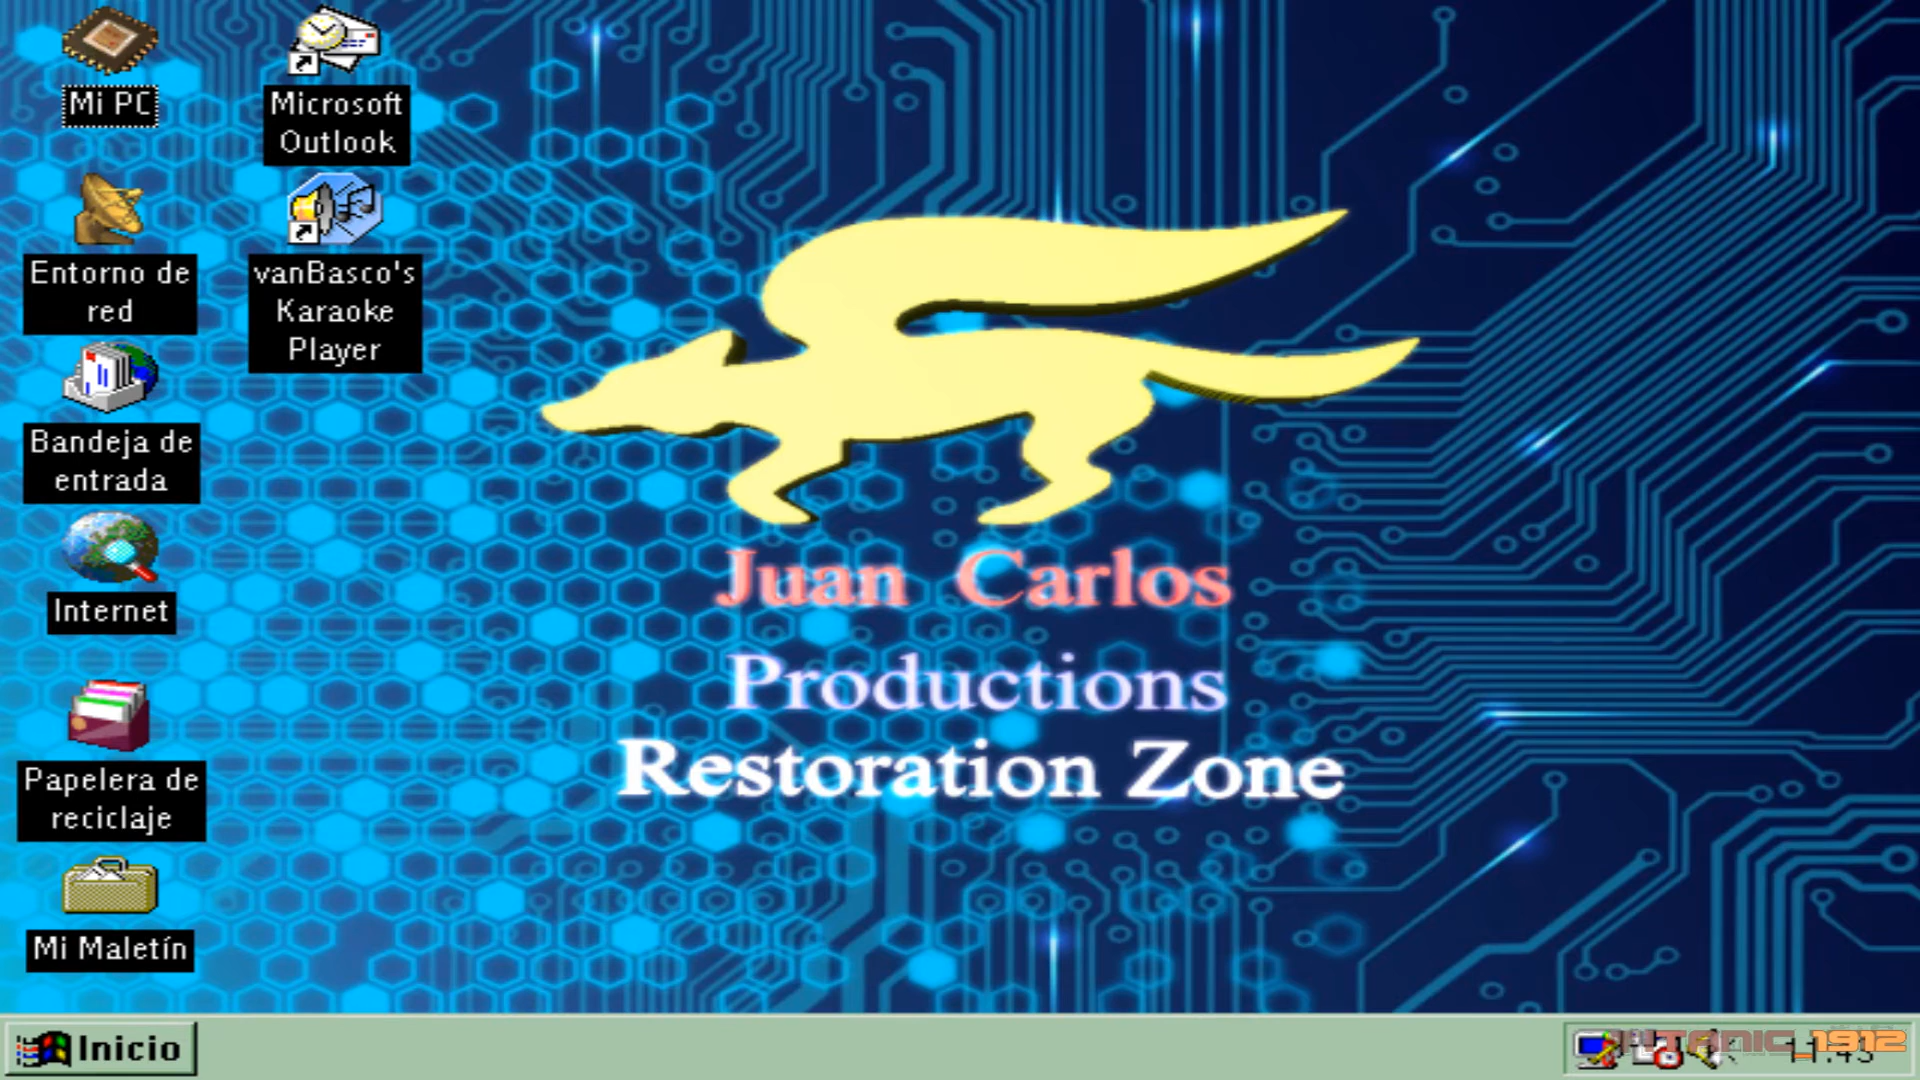 Mi PC
Microsoft
Outlook
Entorno de
red
vanBasco's
Karaoke
Player
Bandeja de
entrada
Internet
Papelera de
reciclaje
Mi Maletín
Juan Carlos
Productions
Restoration Zone
Inicio
_1912